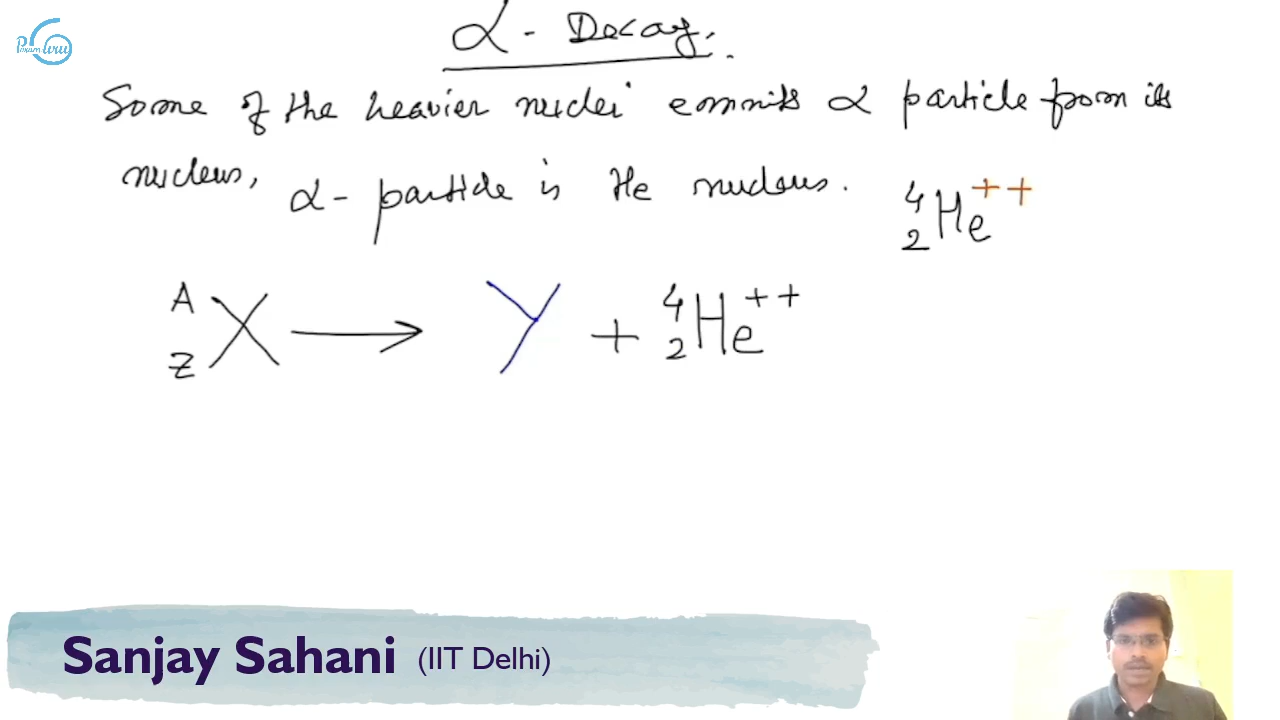 α - Decay.
Some of the heavier nuclei emmits α particle from its
nucleus, α - particle is He nucleus. ⁴₂He⁺⁺
ᴬ_Z X ⟶ Y + ⁴₂He⁺⁺
Sanjay Sahani (IIT Delhi)